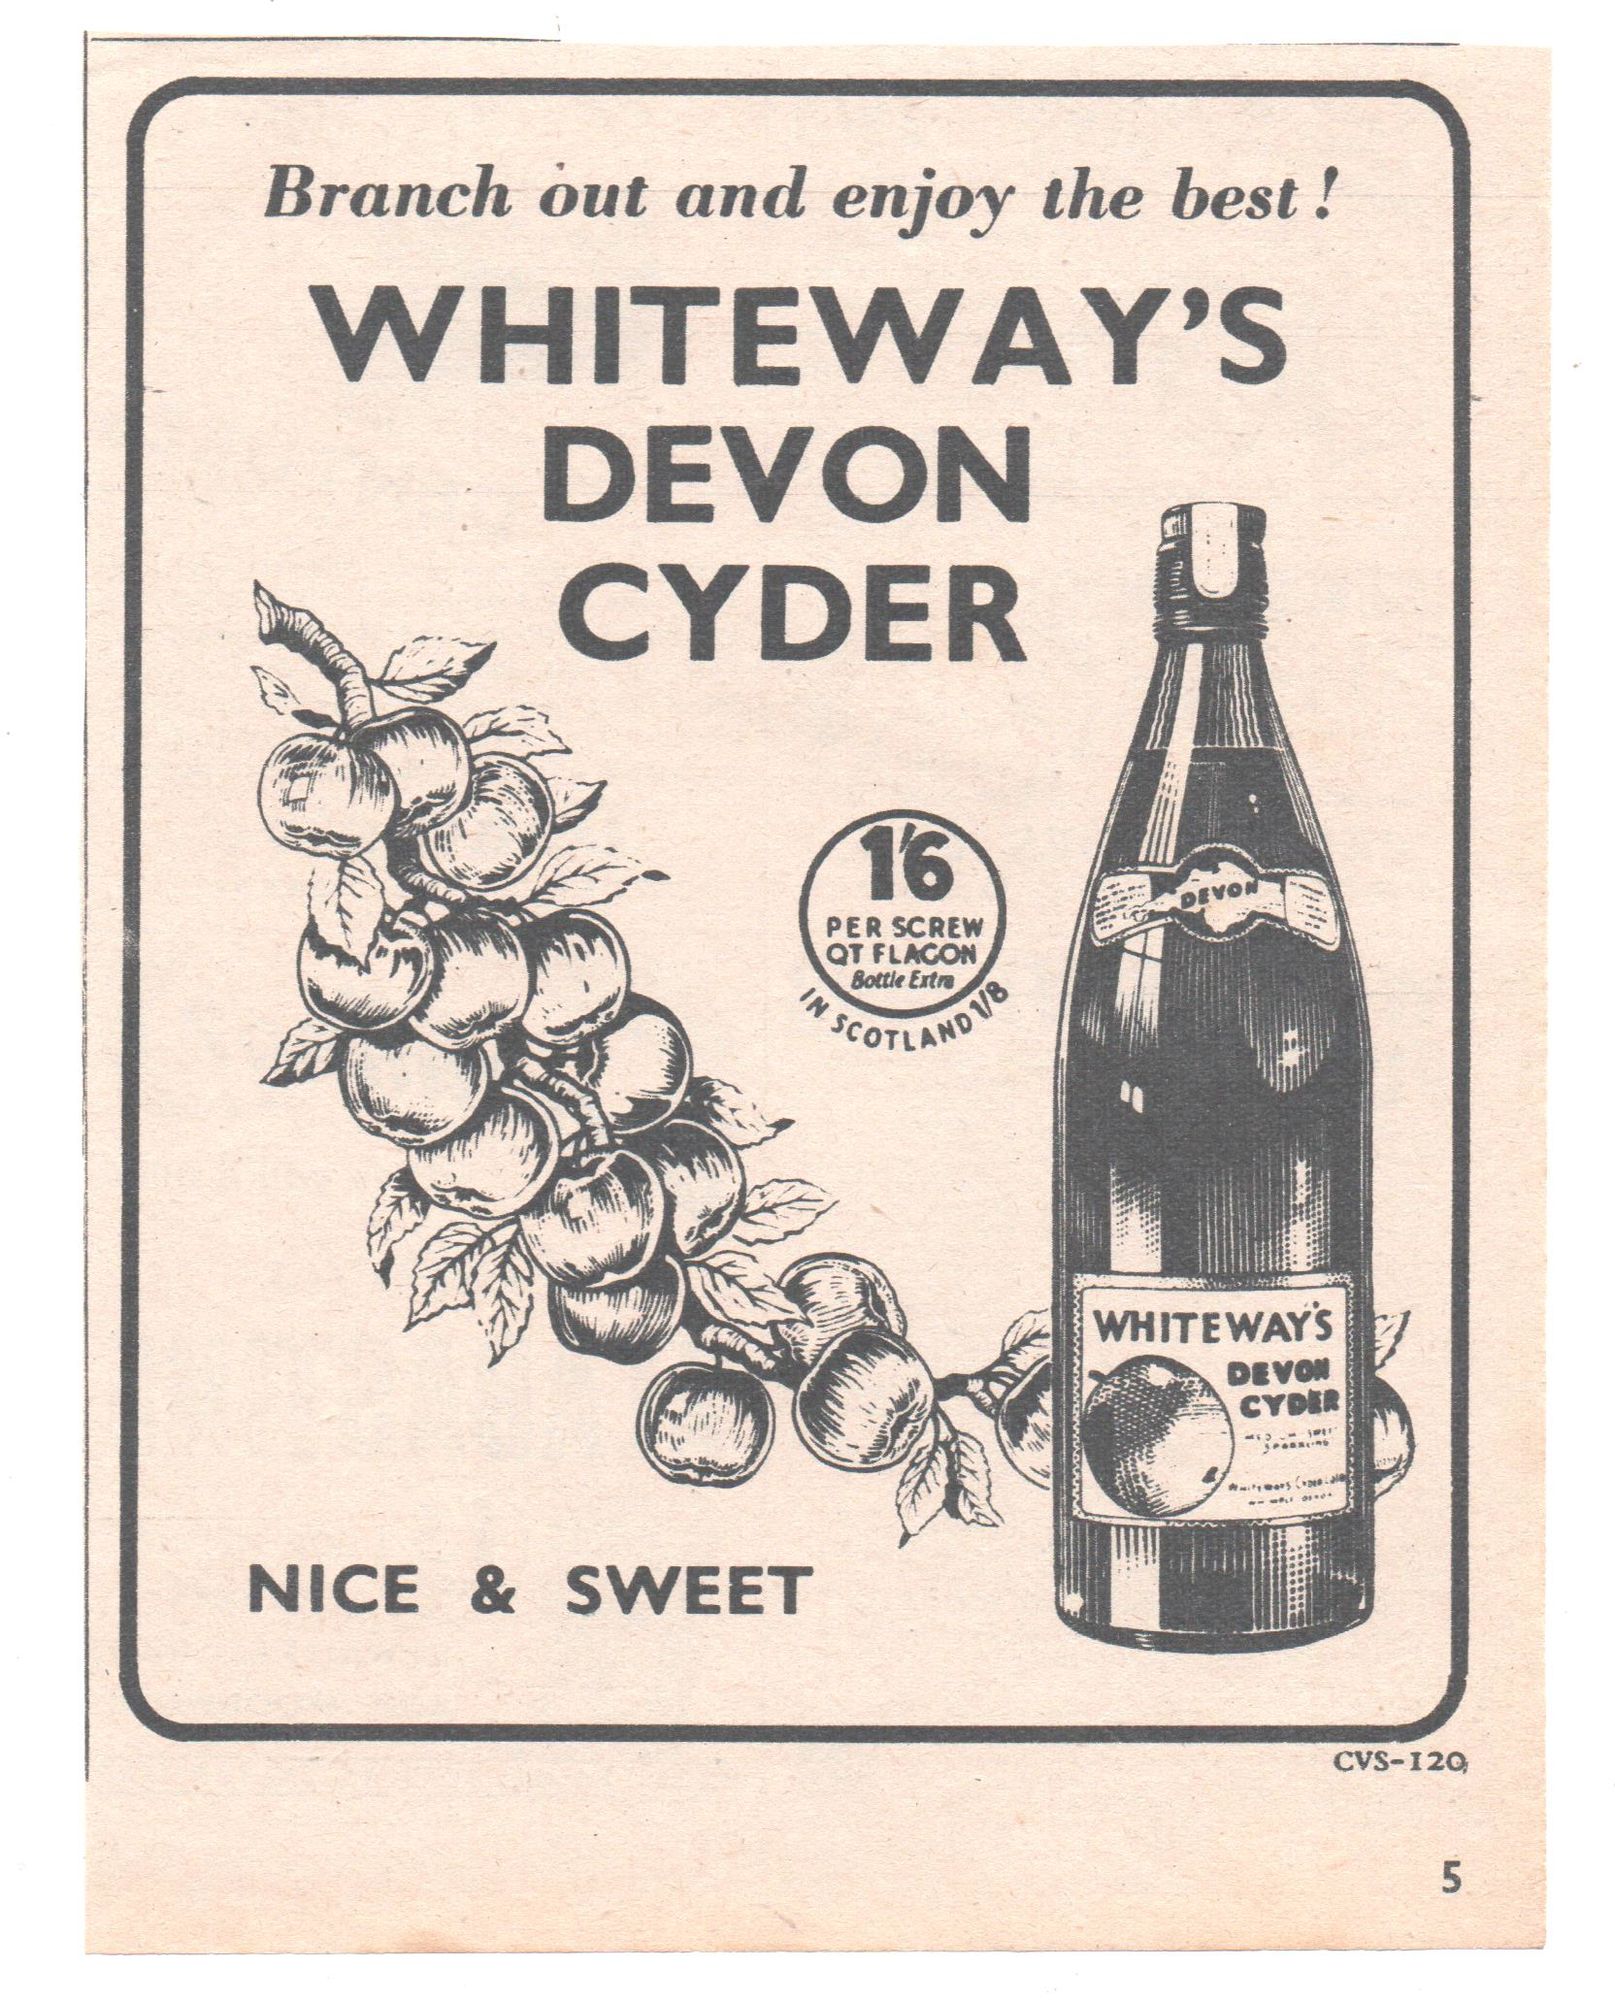 Branch out and enjoy the best!
WHITEWAY'S
DEVON
CYDER
1'6
PER SCREW
QT FLAGON
Bottle Extra
IN SCOTLAND 1/8
DEVON
WHITEWAY'S
DEVON
CYDER
NICE & SWEET
CVS-120
5